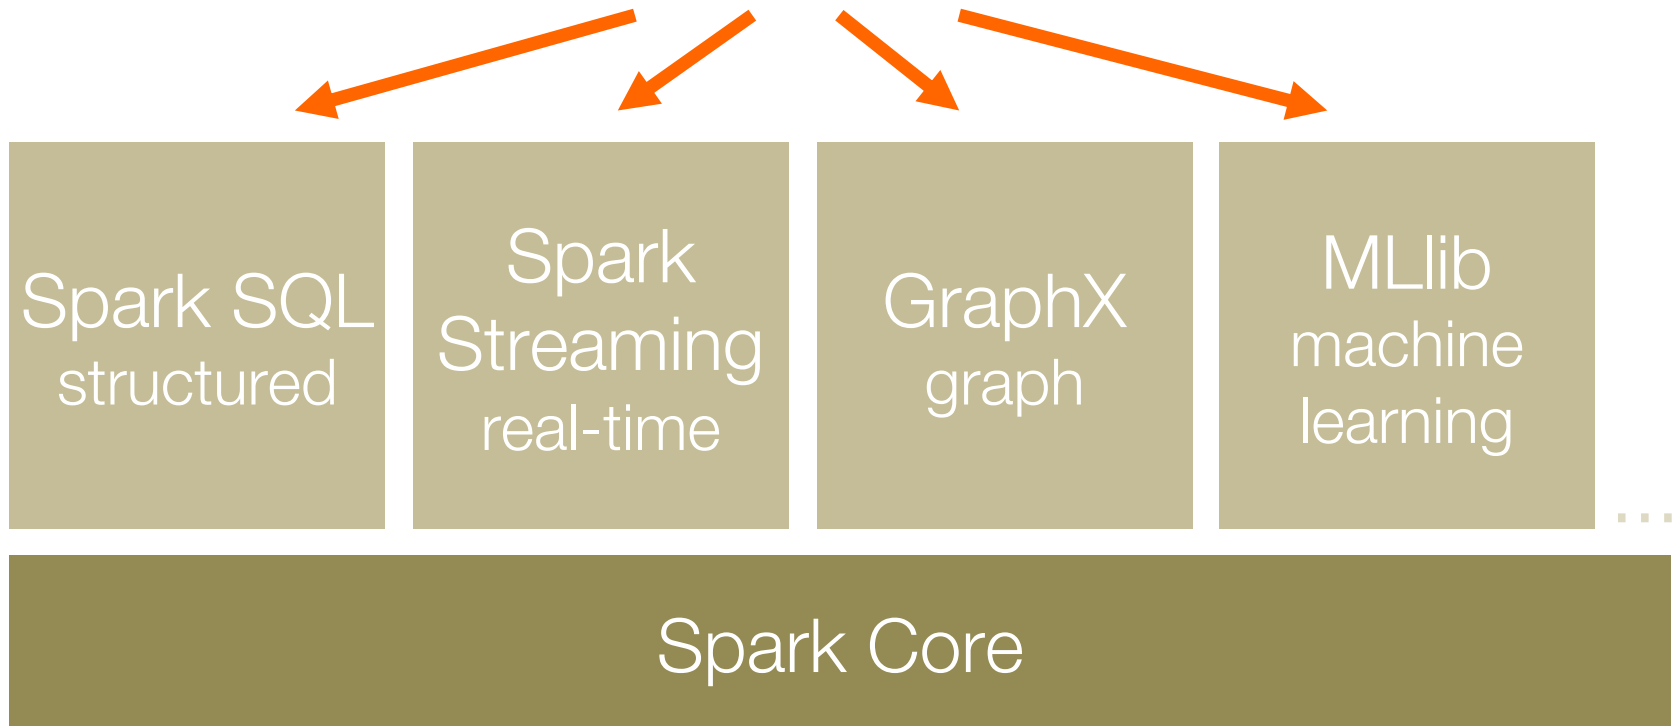 Spark SQL
structured
Spark
Streaming
real-time
GraphX
graph
MLlib
machine
learning
...
Spark Core